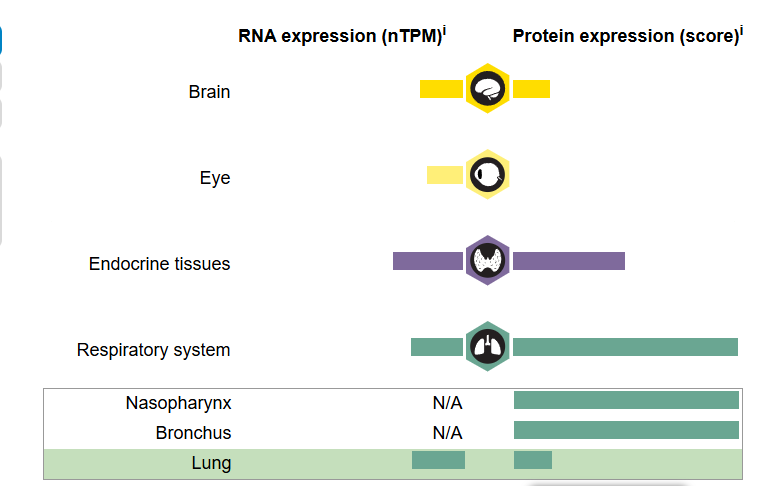 RNA expression (nTPM)i Protein expression (score)i
Brain
Eye
Endocrine tissues
Respiratory system
Nasopharynx N/A
Bronchus N/A
Lung